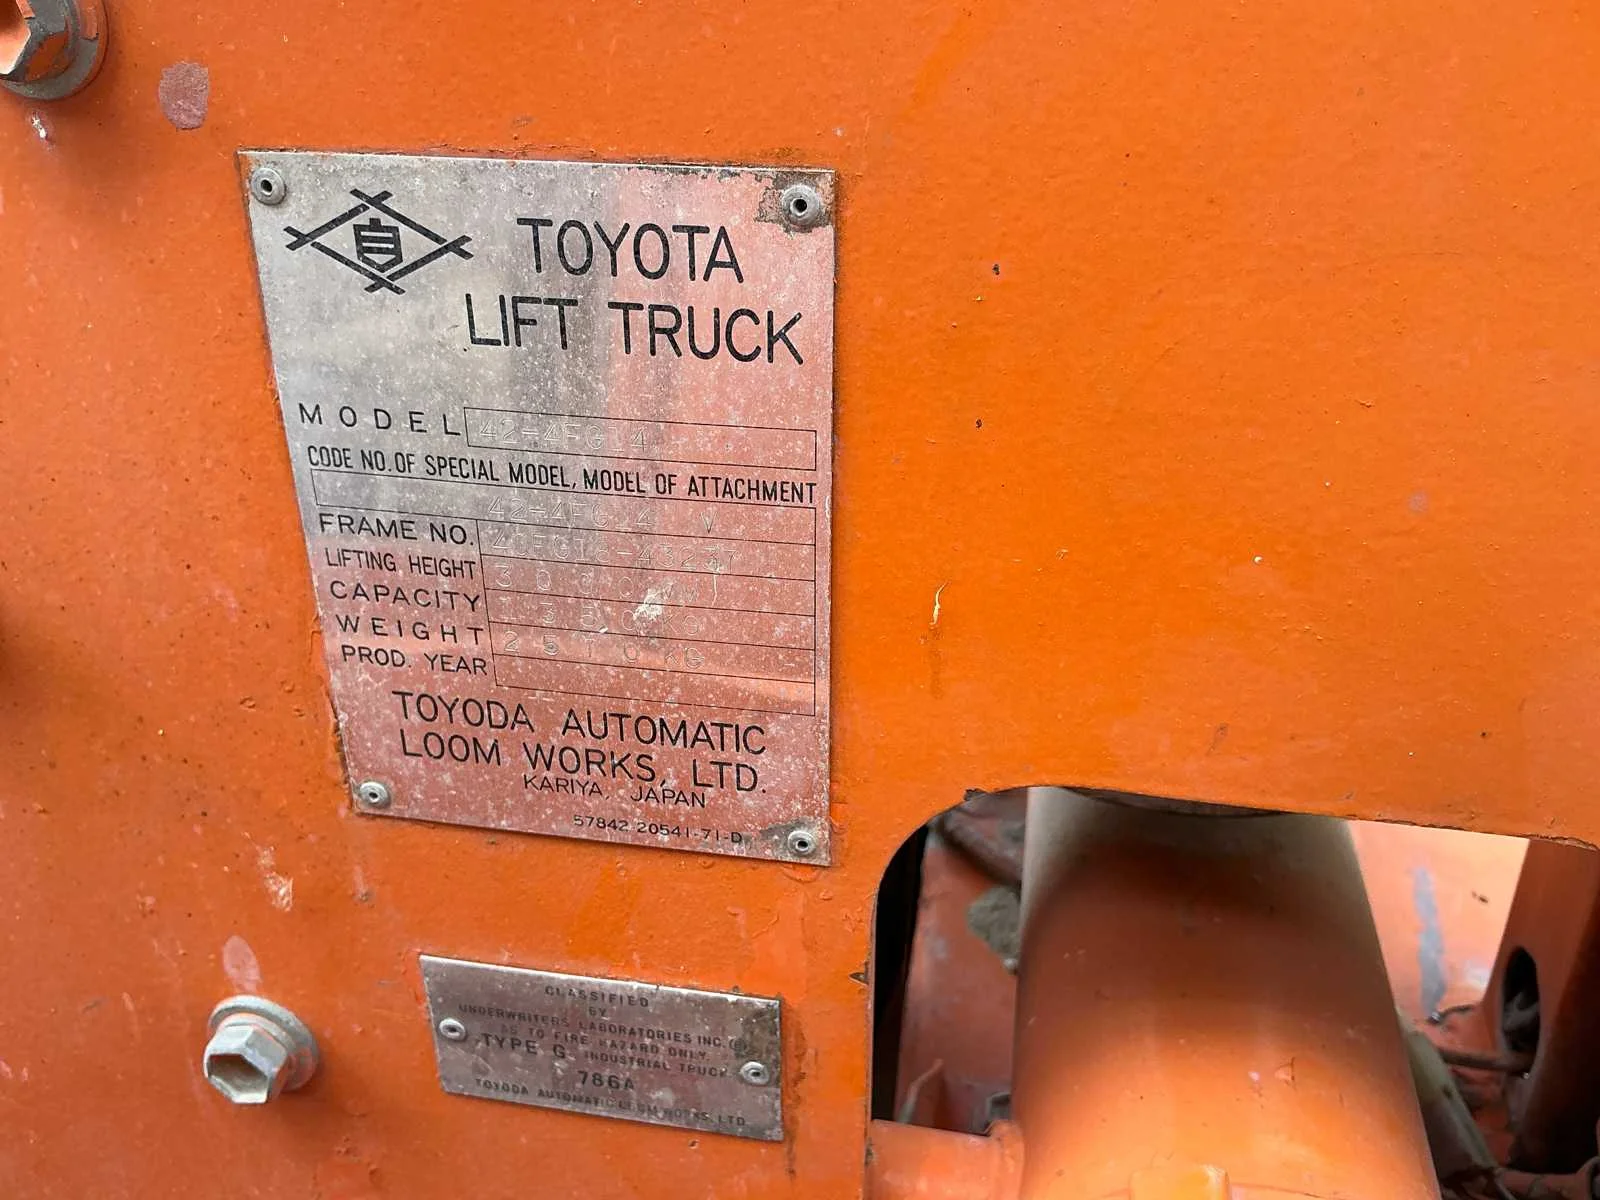 TOYOTA
LIFT TRUCK
MODEL 42-4FG14
CODE NO. OF SPECIAL MODEL, MODEL OF ATTACHMENT
42-4FG14 V
FRAME NO.
LIFTING HEIGHT
CAPACITY
WEIGHT
PROD. YEAR
TOYODA AUTOMATIC
LOOM WORKS, LTD.
KARIYA, JAPAN
57842-20541-71-D
CLASSIFIED
BY
UNDERWRITERS LABORATORIES INC.®
AS TO FIRE HAZARD ONLY.
TYPE G INDUSTRIAL TRUCK
786A
TOYODA AUTOMATIC LOOM WORKS, LTD.